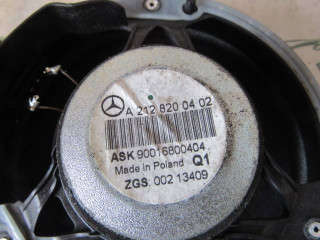 A 212 820 04 02
ASK 90016800404
Made in Poland Q1
ZGS: 002 13409